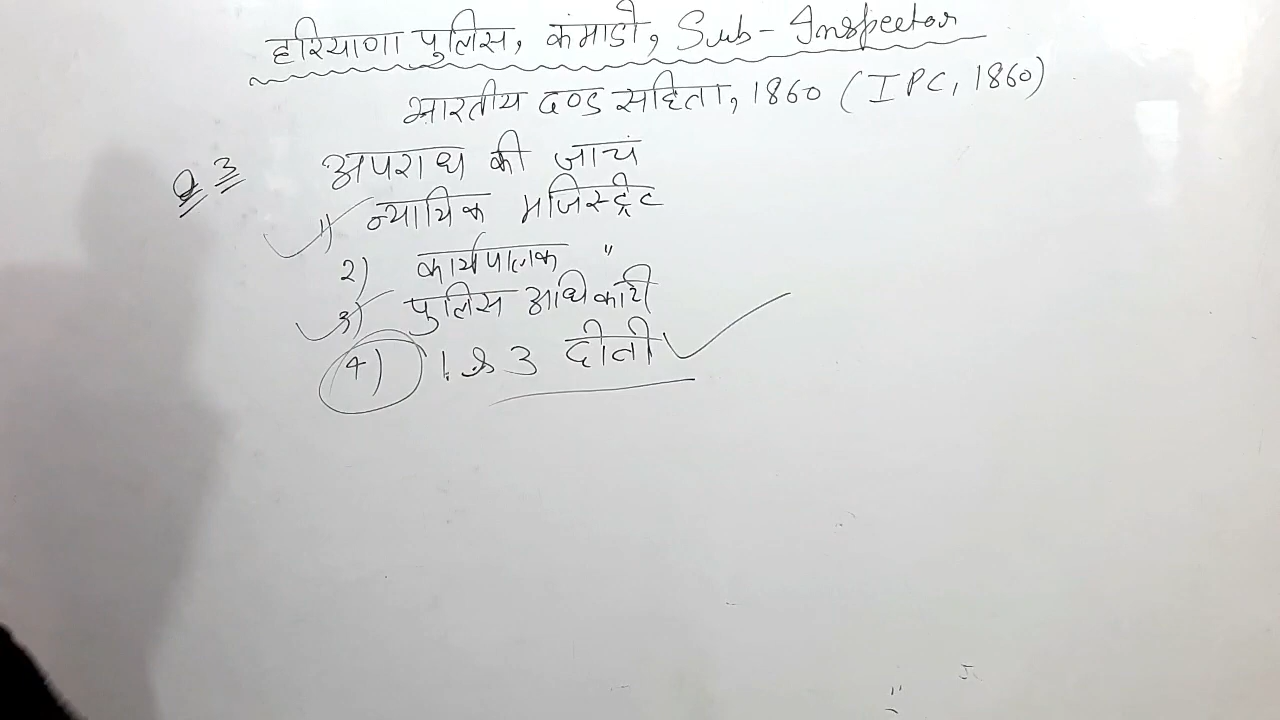 हरियाणा पुलिस, कंमाडो, Sub-Inspector
भारतीय दण्ड सहिता, 1860 (IPC, 1860)
Q 3 अपराध की जाचं
1) न्यायिक मजिस्ट्रेट
2) कार्यपालक "
3) पुलिस अधिकारी
4) 1 & 3 दोनो